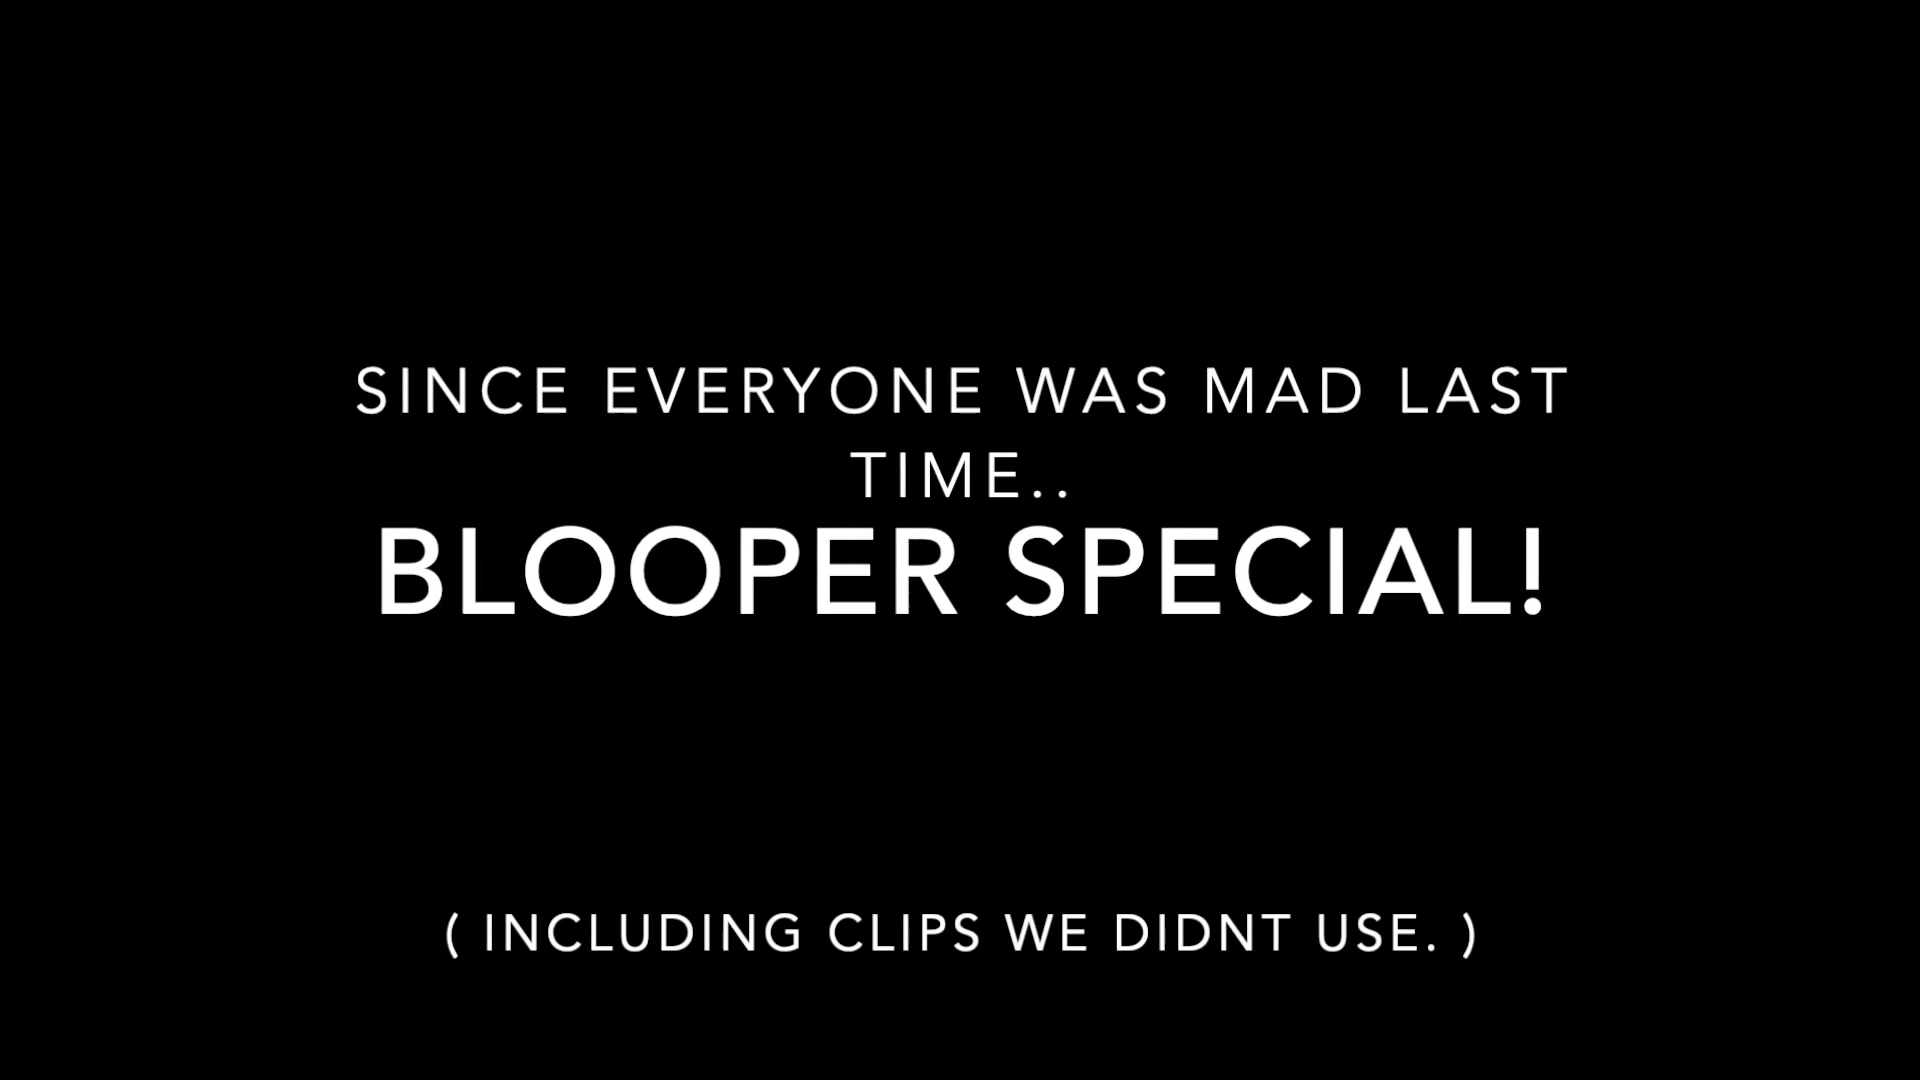 SINCE EVERYONE WAS MAD LAST
TIME..
BLOOPER SPECIAL!
( INCLUDING CLIPS WE DIDNT USE. )